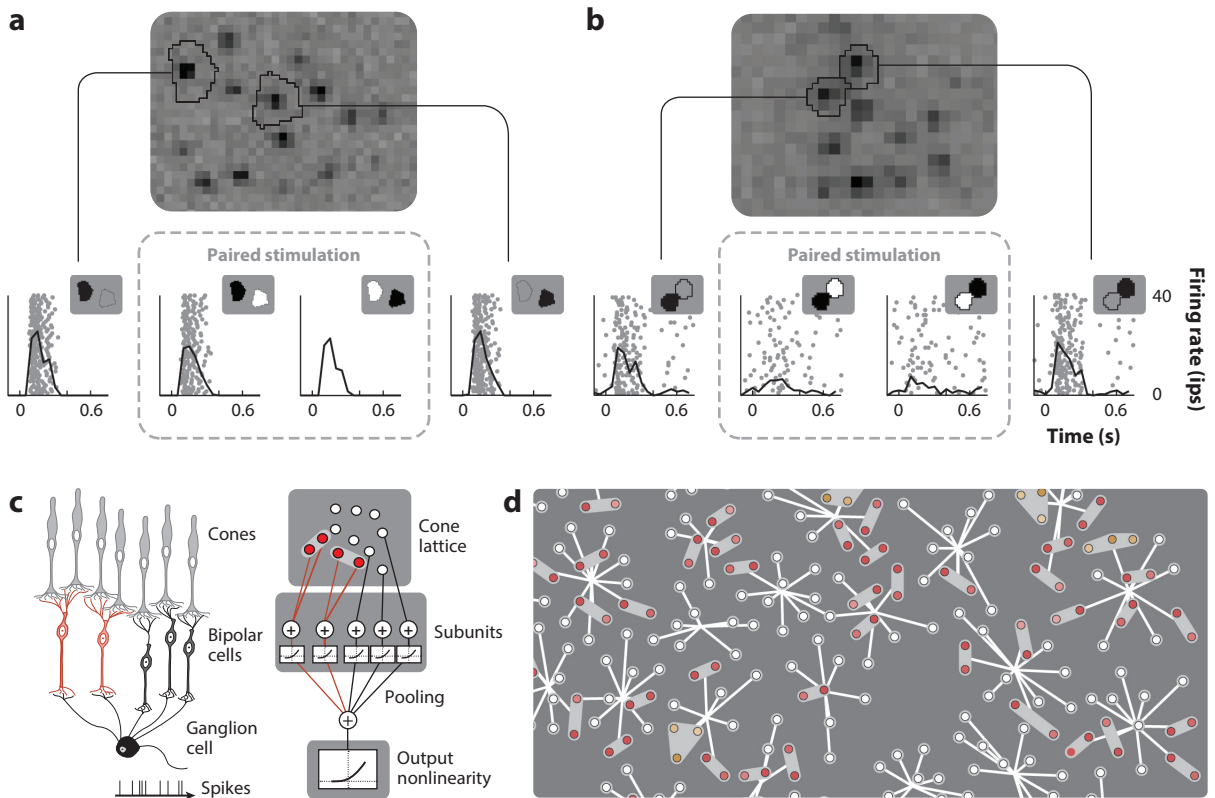 a
b
Paired stimulation
Paired stimulation
0
0.6
0
0.6
0
0.6
0
0.6
0
0.6
0
0.6
0
0.6
0
0.6
40
0
Firing rate (ips)
Time (s)
c
Cones
Bipolar
cells
Ganglion
cell
Spikes
Cone
lattice
+
+
+
+
+
Subunits
Pooling
+
Output
nonlinearity
d